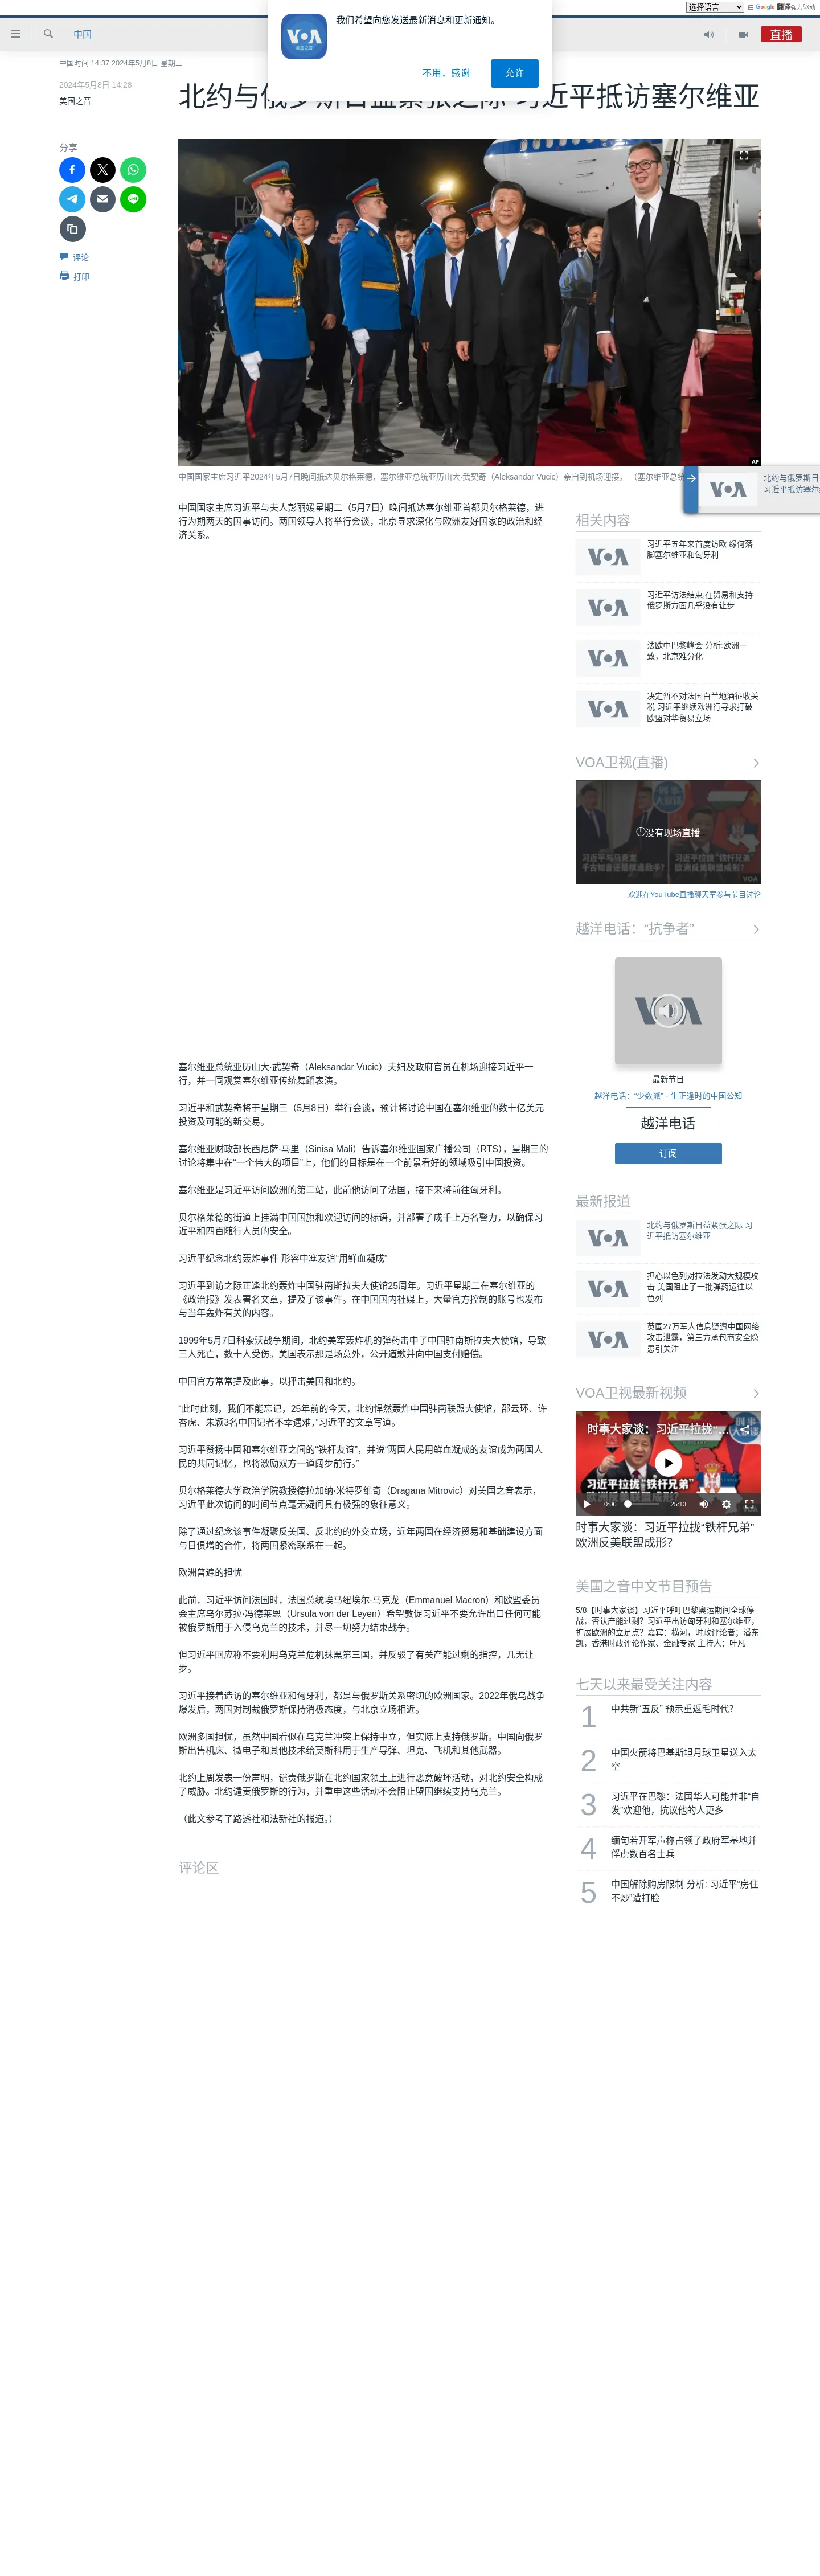 选择语言
由 Google 翻译强力驱动
VOA
美国之音
我们希望向您发送最新消息和更新通知。
不用，感谢
允许
中国
直播
中国时间 14:37 2024年5月8日 星期三
2024年5月8日 14:28
美国之音
习近平抵访塞尔维亚
分享
评论
打印
AP
中国国家主席习近平2024年5月7日晚间抵达贝尔格莱德，塞尔维亚总统亚历山大·武契奇（Aleksandar Vucic）亲自到机场迎接。（塞尔维亚总统
VOA
北约与俄罗斯日
习近平抵访塞尔
中国国家主席习近平与夫人彭丽媛星期二（5月7日）晚间抵达塞尔维亚首都贝尔格莱德，进
行为期两天的国事访问。两国领导人将举行会谈，北京寻求深化与欧洲友好国家的政治和经
济关系。
塞尔维亚总统亚历山大·武契奇（Aleksandar Vucic）夫妇及政府官员在机场迎接习近平一
行，并一同观赏塞尔维亚传统舞蹈表演。
习近平和武契奇将于星期三（5月8日）举行会谈，预计将讨论中国在塞尔维亚的数十亿美元
投资及可能的新交易。
塞尔维亚财政部长西尼萨·马里（Sinisa Mali）告诉塞尔维亚国家广播公司（RTS），星期三的
讨论将集中在“一个伟大的项目”上，他们的目标是在一个前景看好的领域吸引中国投资。
塞尔维亚是习近平访问欧洲的第二站，此前他访问了法国，接下来将前往匈牙利。
贝尔格莱德的街道上挂满中国国旗和欢迎访问的标语，并部署了成千上万名警力，以确保习
近平和四百随行人员的安全。
习近平纪念北约轰炸事件 形容中塞友谊“用鲜血凝成”
习近平到访之际正逢北约轰炸中国驻南斯拉夫大使馆25周年。习近平星期二在塞尔维亚的
《政治报》发表署名文章，提及了该事件。在中国国内社媒上，大量官方控制的账号也发布
与当年轰炸有关的内容。
1999年5月7日科索沃战争期间，北约美军轰炸机的弹药击中了中国驻南斯拉夫大使馆，导致
三人死亡，数十人受伤。美国表示那是场意外，公开道歉并向中国支付赔偿。
中国官方常常提及此事，以抨击美国和北约。
“此时此刻，我们不能忘记，25年前的今天，北约悍然轰炸中国驻南联盟大使馆，邵云环、许
杏虎、朱颖3名中国记者不幸遇难，”习近平的文章写道。
习近平赞扬中国和塞尔维亚之间的“铁杆友谊”，并说“两国人民用鲜血凝成的友谊成为两国人
民的共同记忆，也将激励双方一道阔步前行。”
贝尔格莱德大学政治学院教授德拉加纳·米特罗维奇（Dragana Mitrovic）对美国之音表示，
习近平此次访问的时间节点毫无疑问具有极强的象征意义。
除了通过纪念该事件凝聚反美国、反北约的外交立场，近年两国在经济贸易和基础建设方面
与日俱增的合作，将两国紧密联系在一起。
欧洲普遍的担忧
此前，习近平访问法国时，法国总统埃马纽埃尔·马克龙（Emmanuel Macron）和欧盟委员
会主席乌尔苏拉·冯德莱恩（Ursula von der Leyen）希望敦促习近平不要允许出口任何可能
被俄罗斯用于入侵乌克兰的技术，并尽一切努力结束战争。
但习近平回应称不要利用乌克兰危机抹黑第三国，并反驳了有关产能过剩的指控，几无让
步。
习近平接着造访的塞尔维亚和匈牙利，都是与俄罗斯关系密切的欧洲国家。2022年俄乌战争
爆发后，两国对制裁俄罗斯保持消极态度，与北京立场相近。
欧洲多国担忧，虽然中国看似在乌克兰冲突上保持中立，但实际上支持俄罗斯。中国向俄罗
斯出售机床、微电子和其他技术给莫斯科用于生产导弹、坦克、飞机和其他武器。
北约上周发表一份声明，谴责俄罗斯在北约国家领土上进行恶意破坏活动，对北约安全构成
了威胁。北约谴责俄罗斯的行为，并重申这些活动不会阻止盟国继续支持乌克兰。
（此文参考了路透社和法新社的报道。）
评论区
相关内容
VOA
习近平五年来首度访欧 缘何落
脚塞尔维亚和匈牙利
VOA
习近平访法结束,在贸易和支持
俄罗斯方面几乎没有让步
VOA
法欧中巴黎峰会 分析:欧洲一
致，北京难分化
VOA
决定暂不对法国白兰地酒征收关
税 习近平继续欧洲行寻求打破
欧盟对华贸易立场
VOA卫视(直播)
没有现场直播
VOA
欢迎在YouTube直播聊天室参与节目讨论
越洋电话：“抗争者”
VOA
最新节目
越洋电话：“少数派” - 生正逢时的中国公知
越洋电话
订阅
最新报道
VOA
北约与俄罗斯日益紧张之际 习
近平抵访塞尔维亚
VOA
担心以色列对拉法发动大规模攻
击 美国阻止了一批弹药运往以
色列
VOA
英国27万军人信息疑遭中国网络
攻击泄露，第三方承包商安全隐
患引关注
VOA卫视最新视频
时事大家谈：习近平拉拢“...
习近平拉拢“铁杆兄弟”
0:00
25:13
时事大家谈：习近平拉拢“铁杆兄弟”
欧洲反美联盟成形？
美国之音中文节目预告
5/8【时事大家谈】习近平呼吁巴黎奥运期间全球停
战，否认产能过剩？习近平出访匈牙利和塞尔维亚，
扩展欧洲的立足点？嘉宾：横河，时政评论者；潘东
凯，香港时政评论作家、金融专家 主持人：叶凡
七天以来最受关注内容
1
中共新“五反” 预示重返毛时代？
2
中国火箭将巴基斯坦月球卫星送入太
空
3
习近平在巴黎：法国华人可能并非“自
发”欢迎他，抗议他的人更多
4
缅甸若开军声称占领了政府军基地并
俘虏数百名士兵
5
中国解除购房限制 分析: 习近平“房住
不炒”遭打脸